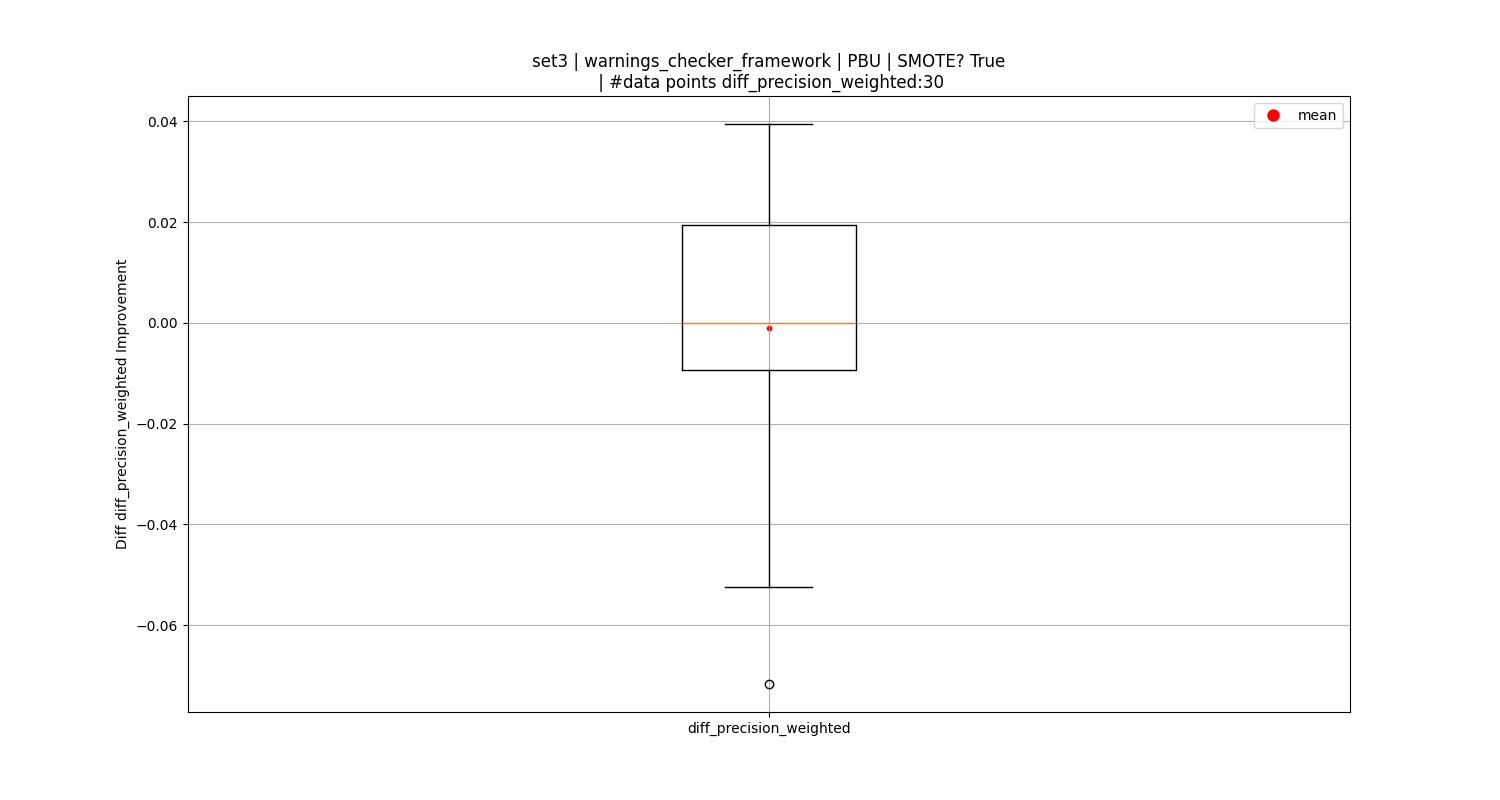 set3 | warnings_checker_framework | PBU | SMOTE? True
| #data points diff_precision_weighted:30
mean
0.04
0.02
0.00
−0.02
−0.04
−0.06
Diff diff_precision_weighted Improvement
diff_precision_weighted